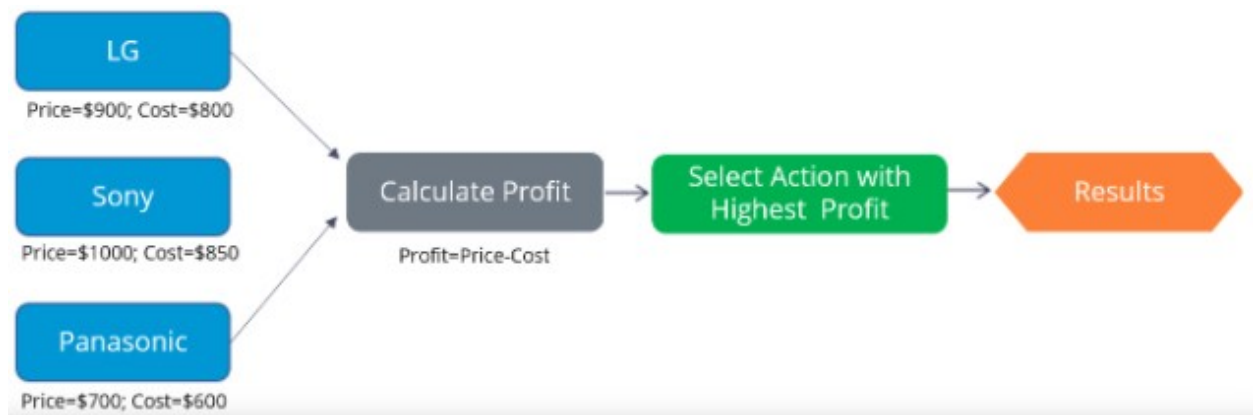 LG
Price=$900; Cost=$800
Sony
Price=$1000; Cost=$850
Panasonic
Price=$700; Cost=$600
Calculate Profit
Profit=Price-Cost
Select Action with
Highest Profit
Results